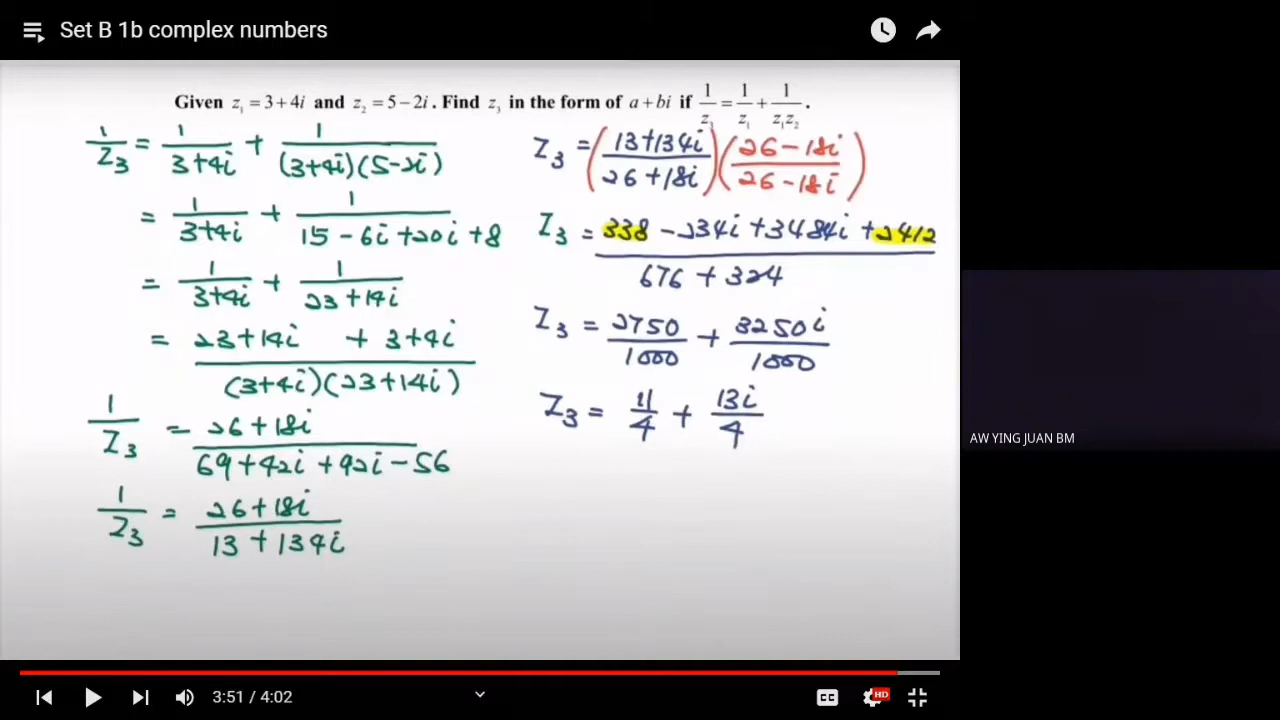 Set B 1b complex numbers
Given z₁ = 3 + 4i and z₂ = 5 − 2i. Find z₃ in the form of a + bi if 1/z₃ = 1/z₁ + 1/(z₁z₂).
1/Z₃ = 1/(3+4i) + 1/((3+4i)(5−2i))
= 1/(3+4i) + 1/(15 − 6i + 20i + 8)
= 1/(3+4i) + 1/(23+14i)
= (23+14i + 3+4i)/((3+4i)(23+14i))
1/Z₃ = (26+18i)/(69+42i+92i−56)
1/Z₃ = (26+18i)/(13+134i)
Z₃ = ((13+134i)/(26+18i))((26−18i)/(26−18i))
Z₃ = (338 − 234i + 3484i + 2412)/(676 + 324)
Z₃ = 2750/1000 + 3250i/1000
Z₃ = 11/4 + 13i/4
AW YING JUAN BM
3:51 / 4:02
CC
HD